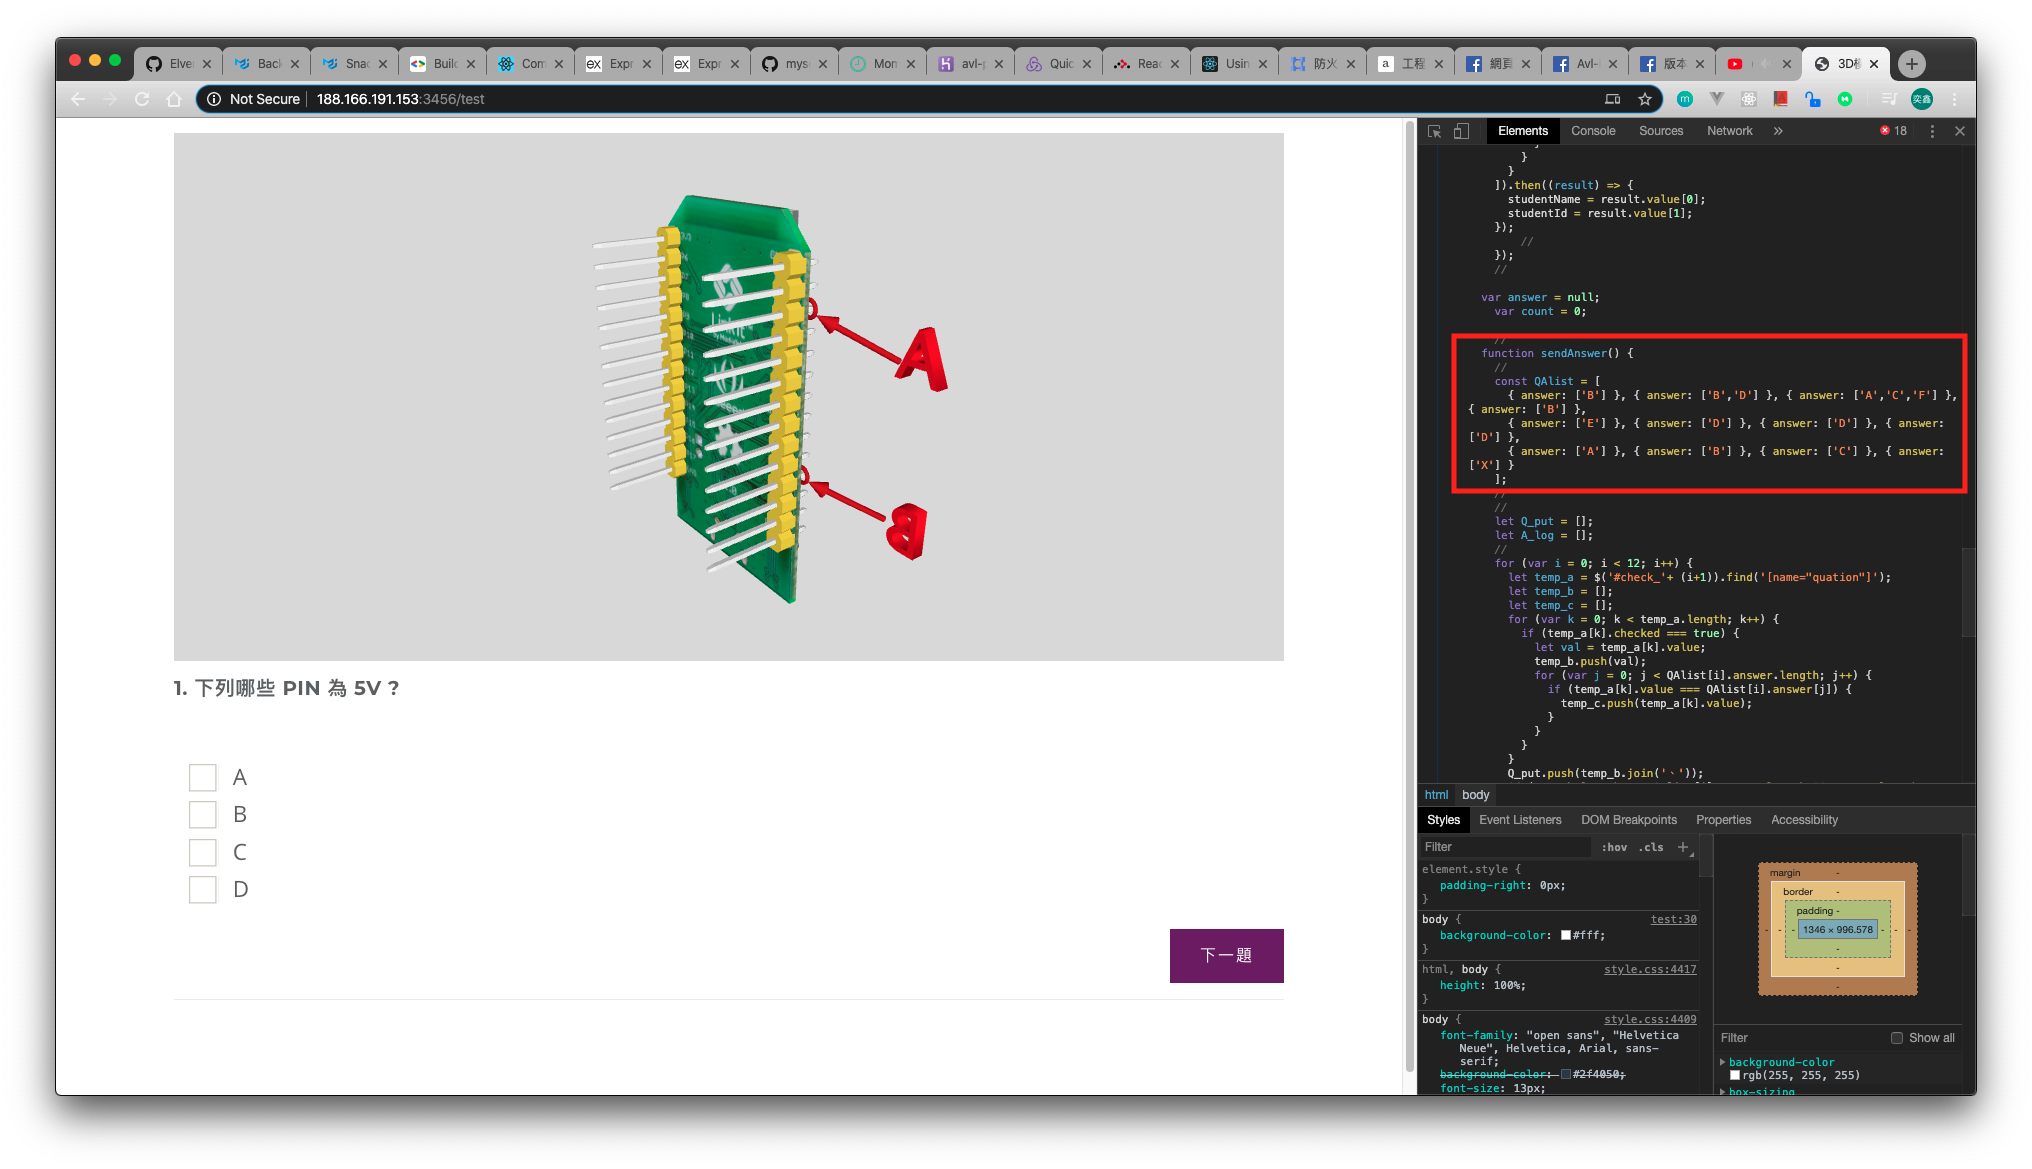 Elve
Back
Snac
Build
Com
Expr
Expr
myso
Mon
avl-p
Quic
Reac
Usin
防火
工程
網頁
Avl-
版本
3D模
Not Secure
188.166.191.153:3456/test
奕鑫
Elements
Console
Sources
Network
18
}
}
]).then((result) => {
studentName = result.value[0];
studentId = result.value[1];
});
//
});
//
var answer = null;
var count = 0;
//
function sendAnswer() {
//
const QAlist = [
{ answer: ['B'] }, { answer: ['B','D'] }, { answer: ['A','C','F'] },
{ answer: ['B'] },
{ answer: ['E'] }, { answer: ['D'] }, { answer: ['D'] }, { answer:
['D'] },
{ answer: ['A'] }, { answer: ['B'] }, { answer: ['C'] }, { answer:
['X'] }
];
//
//
let Q_put = [];
let A_log = [];
//
for (var i = 0; i < 12; i++) {
let temp_a = $('#check_'+ (i+1)).find('[name="quation"]');
let temp_b = [];
let temp_c = [];
for (var k = 0; k < temp_a.length; k++) {
if (temp_a[k].checked === true) {
let val = temp_a[k].value;
temp_b.push(val);
for (var j = 0; j < QAlist[i].answer.length; j++) {
if (temp_a[k].value === QAlist[i].answer[j]) {
temp_c.push(temp_a[k].value);
}
}
}
}
Q_put.push(temp_b.join('、'));
A
B
1. 下列哪些 PIN 為 5V ?
A
B
C
D
下一題
html
body
Styles
Event Listeners
DOM Breakpoints
Properties
Accessibility
Filter
:hov
.cls
element.style {
padding-right: 0px;
}
body {
test:30
background-color: #fff;
}
html, body {
style.css:4417
height: 100%;
}
body {
style.css:4409
font-family: "open sans", "Helvetica
Neue", Helvetica, Arial, sans-
serif;
background-color: #2f4050;
font-size: 13px;
margin
-
border
-
padding -
1346 × 996.578
Filter
Show all
background-color
rgb(255, 255, 255)
box-sizing